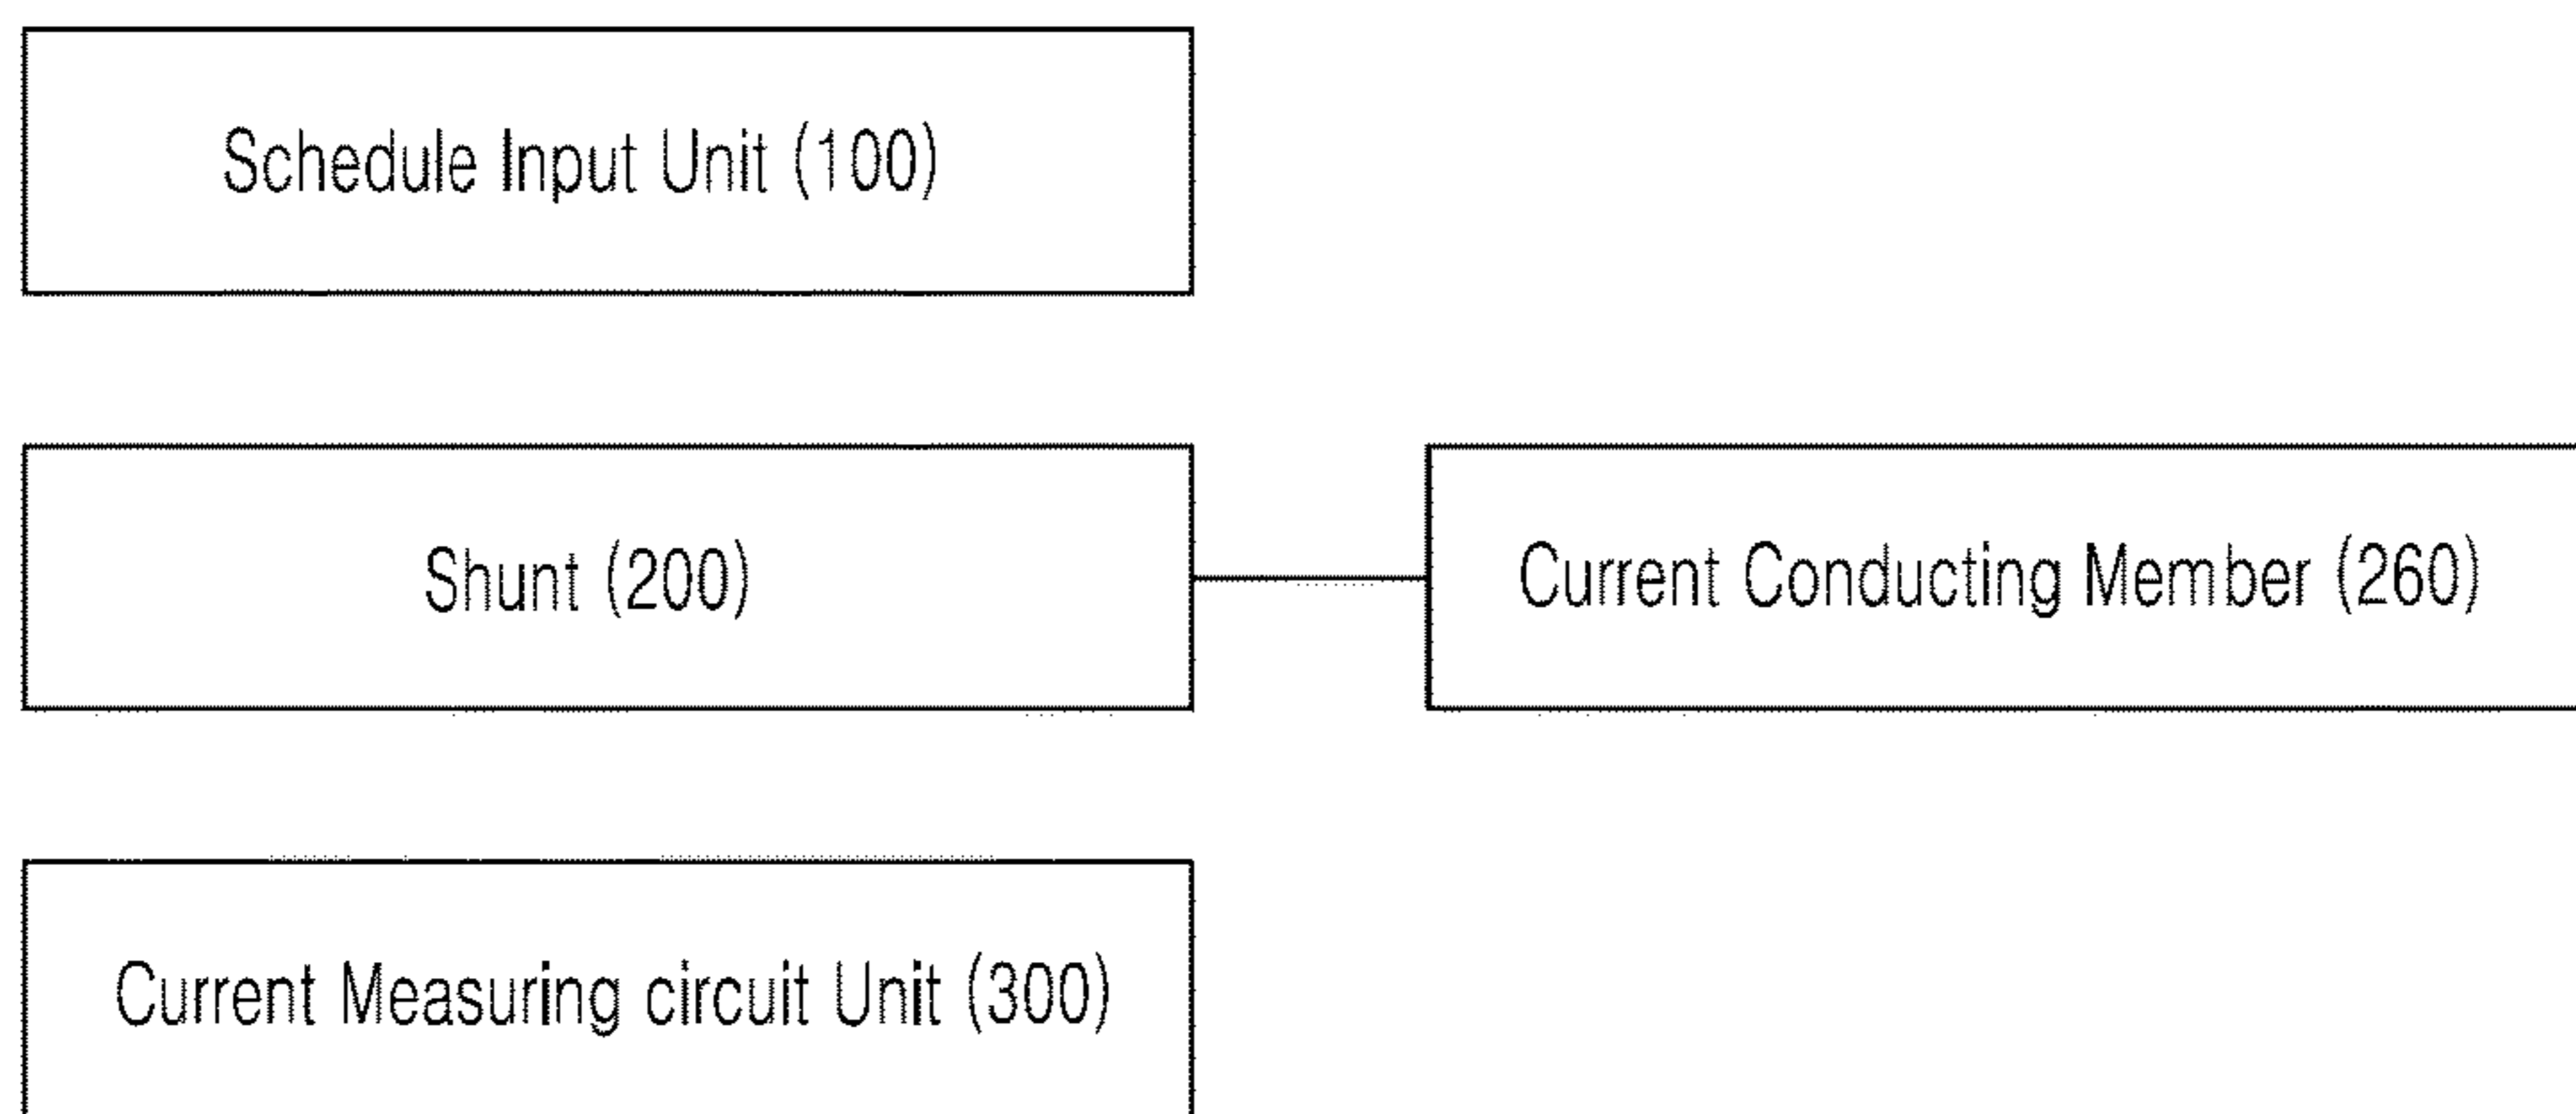 Schedule Input Unit (100)
Shunt (200)
Current Conducting Member (260)
Current Measuring circuit Unit (300)